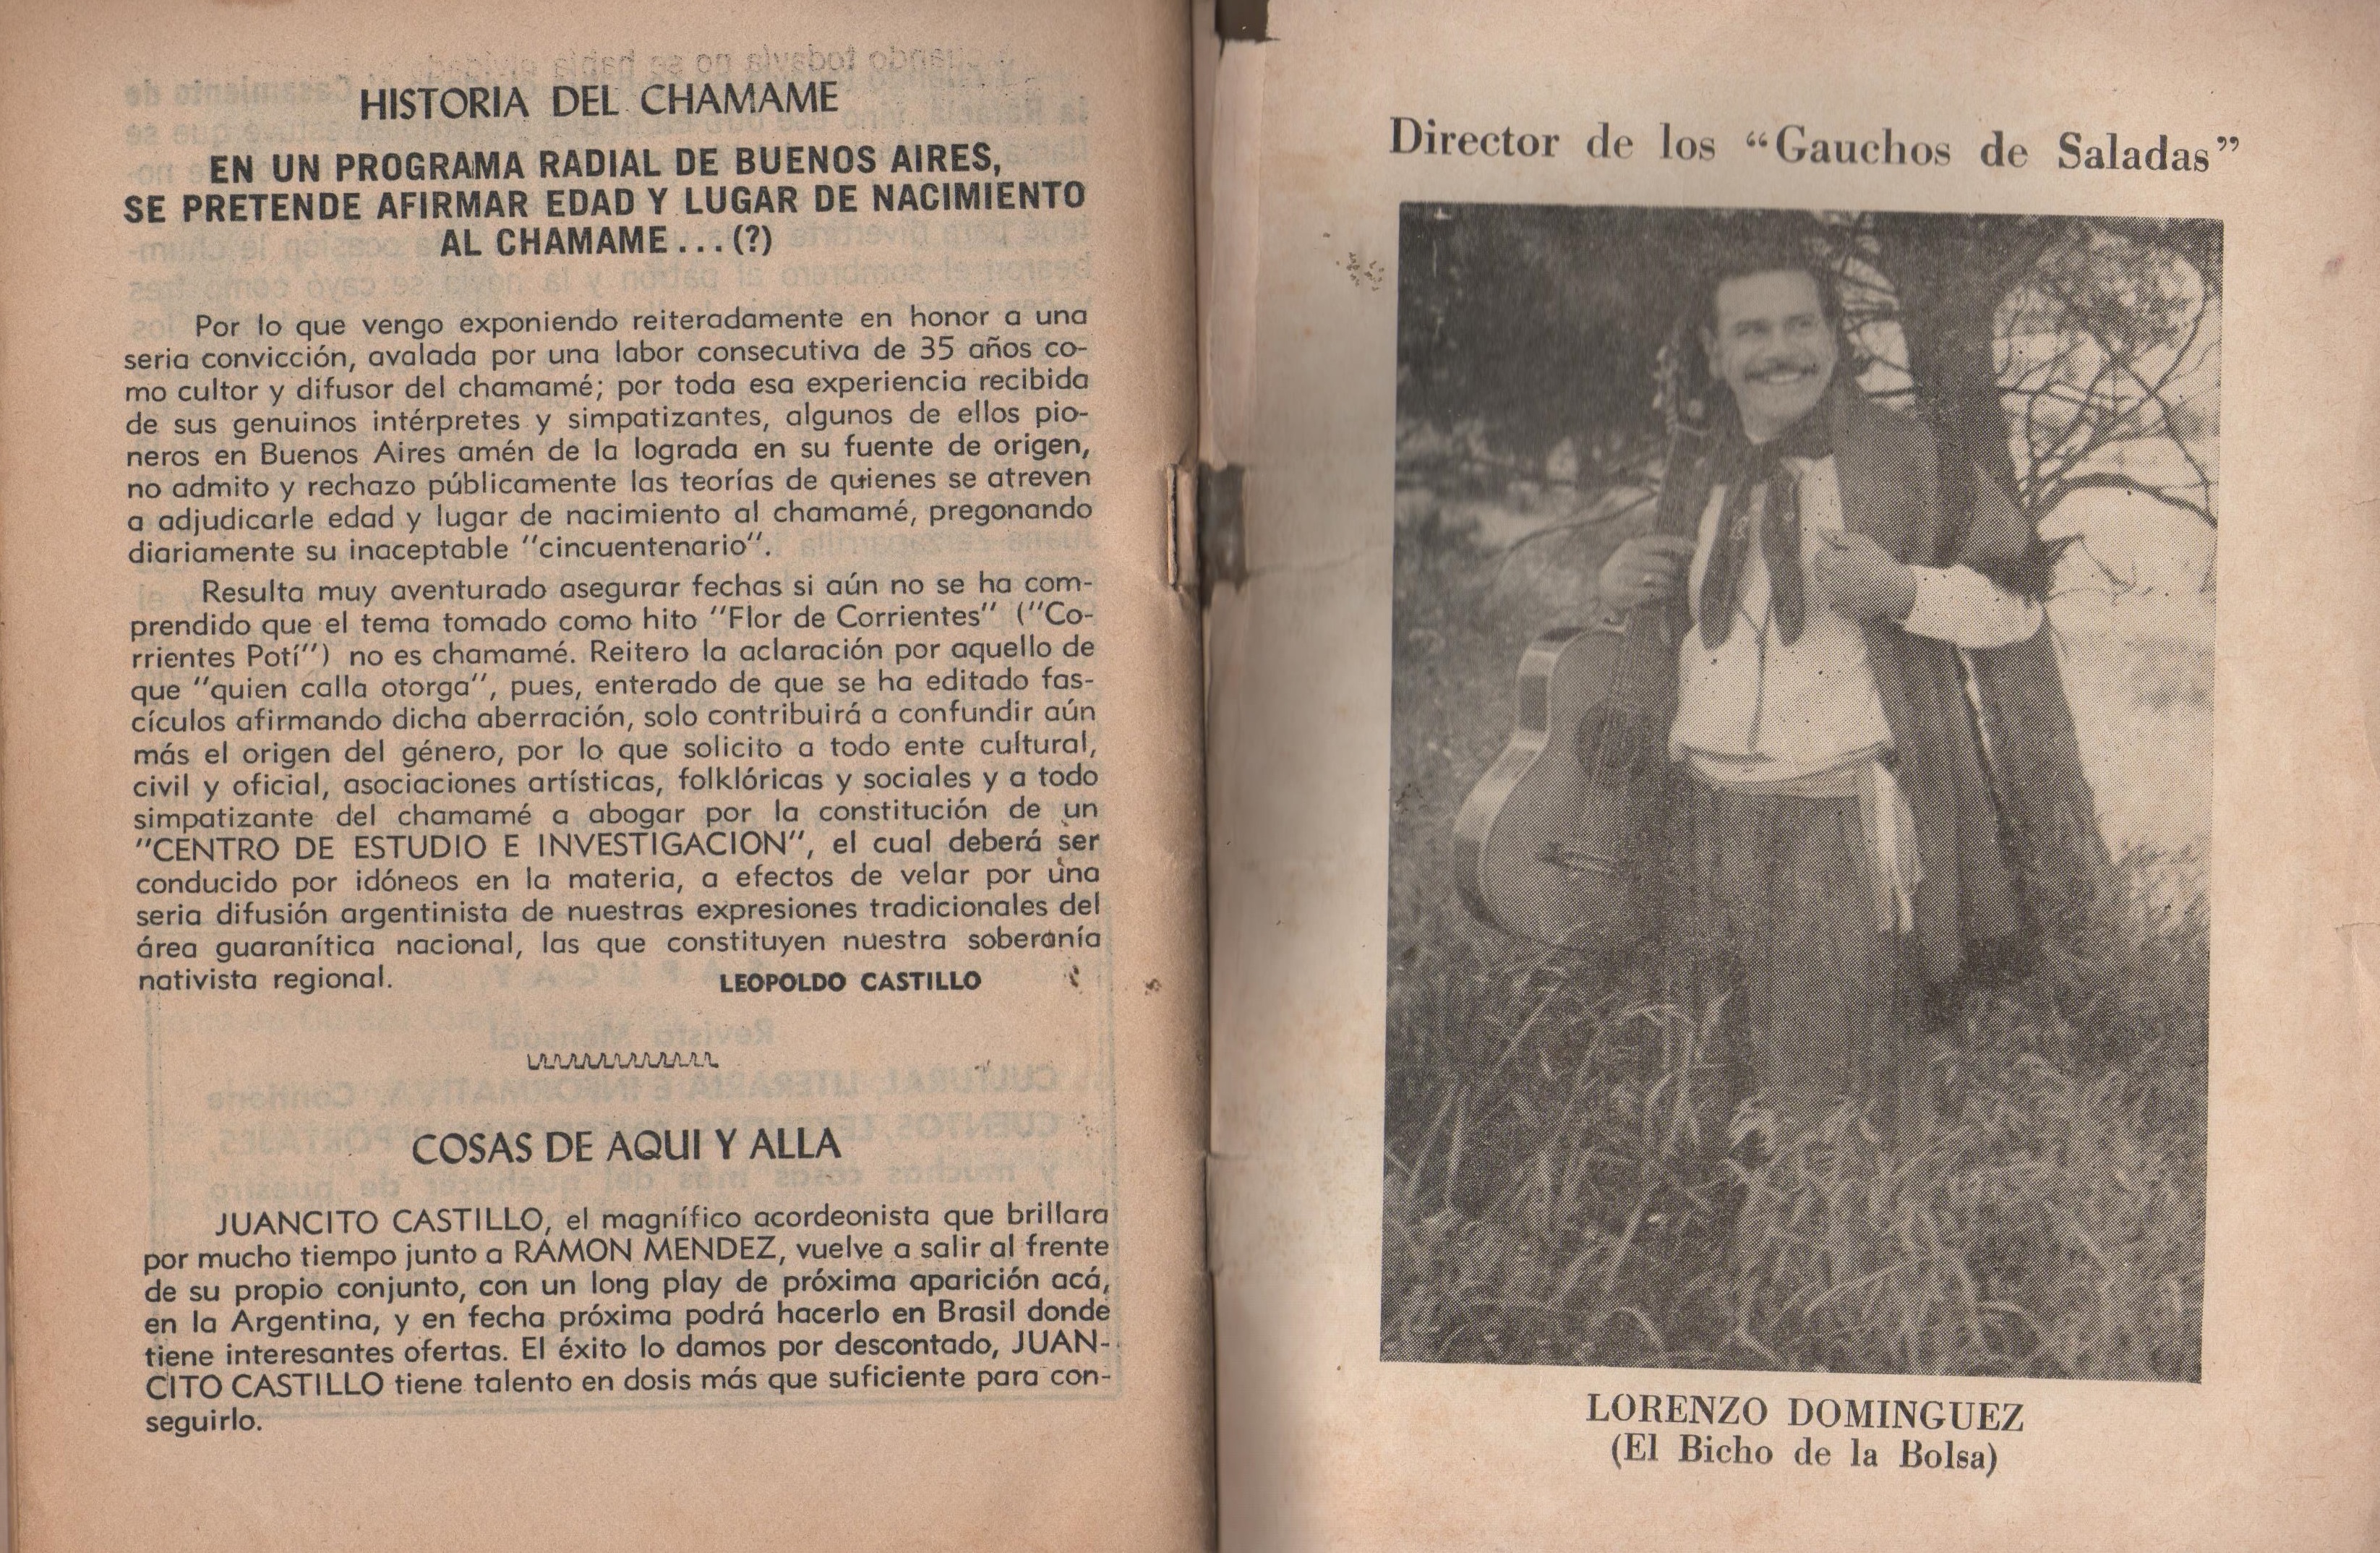 HISTORIA DEL CHAMAME
EN UN PROGRAMA RADIAL DE BUENOS AIRES,
SE PRETENDE AFIRMAR EDAD Y LUGAR DE NACIMIENTO
AL CHAMAME . . . (?)
Por lo que vengo exponiendo reiteradamente en honor a una
seria convicción, avalada por una labor consecutiva de 35 años co-
mo cultor y difusor del chamamé; por toda esa experiencia recibida
de sus genuinos intérpretes y simpatizantes, algunos de ellos pio-
neros en Buenos Aires amén de la lograda en su fuente de origen,
no admito y rechazo públicamente las teorías de quienes se atreven
a adjudicarle edad y lugar de nacimiento al chamamé, pregonando
diariamente su inaceptable "cincuentenario".
Resulta muy aventurado asegurar fechas si aún no se ha com-
prendido que el tema tomado como hito "Flor de Corrientes" ("Co-
rrientes Potí") no es chamamé. Reitero la aclaración por aquello de
que "quien calla otorga", pues, enterado de que se ha editado fas-
cículos afirmando dicha aberración, solo contribuirá a confundir aún
más el origen del género, por lo que solicito a todo ente cultural,
civil y oficial, asociaciones artísticas, folklóricas y sociales y a todo
simpatizante del chamamé a abogar por la constitución de un
"CENTRO DE ESTUDIO E INVESTIGACION", el cual deberá ser
conducido por idóneos en la materia, a efectos de velar por una
seria difusión argentinista de nuestras expresiones tradicionales del
área guaranítica nacional, las que constituyen nuestra soberanía
nativista regional. LEOPOLDO CASTILLO
COSAS DE AQUI Y ALLA
JUANCITO CASTILLO, el magnífico acordeonista que brillara
por mucho tiempo junto a RAMON MENDEZ, vuelve a salir al frente
de su propio conjunto, con un long play de próxima aparición acá,
en la Argentina, y en fecha próxima podrá hacerlo en Brasil donde
tiene interesantes ofertas. El éxito lo damos por descontado, JUAN-
CITO CASTILLO tiene talento en dosis más que suficiente para con-
seguirlo.
Director de los "Gauchos de Saladas"
LORENZO DOMINGUEZ
(El Bicho de la Bolsa)